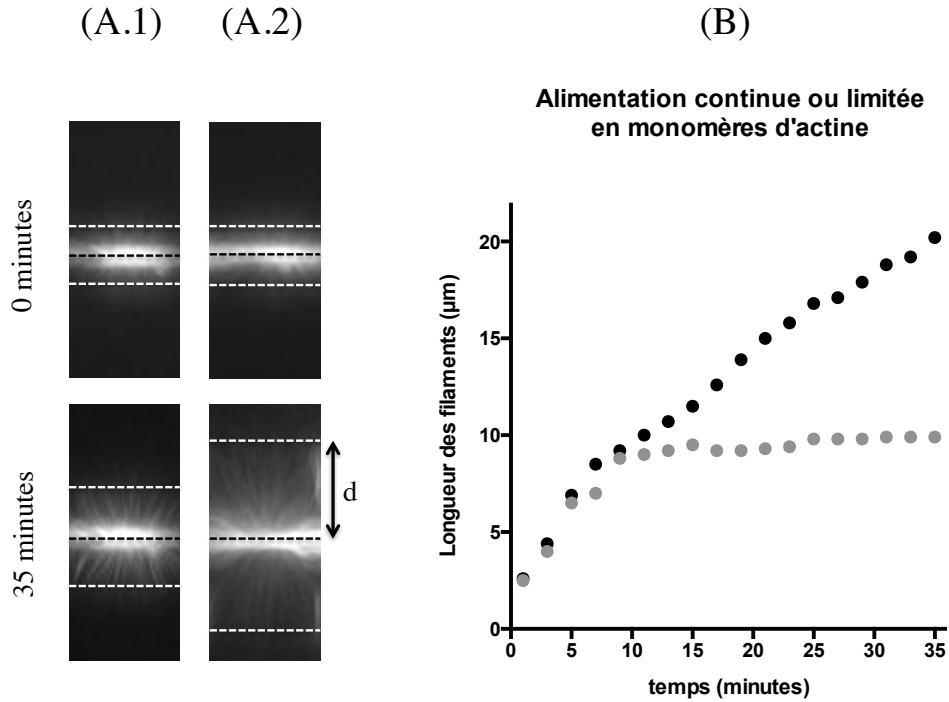 (A.1)
(A.2)
0 minutes
35 minutes
d
(B)
Alimentation continue ou limitée
en monomères d'actine
Longueur des filaments (µm)
20
15
10
5
0
0 5 10 15 20 25 30 35
temps (minutes)